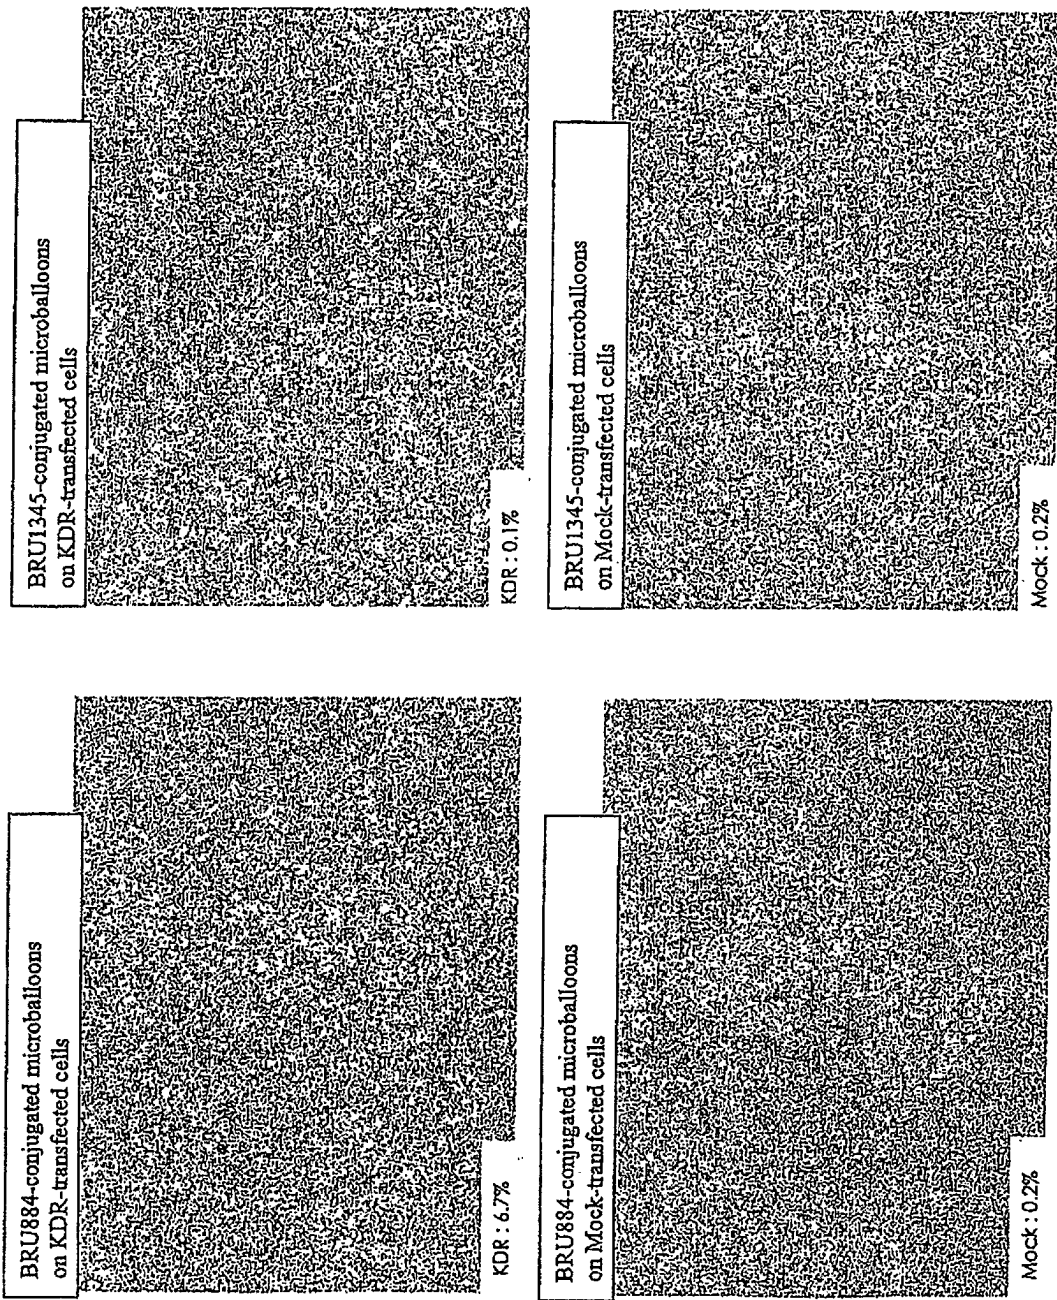 BRU884-conjugated microballoons
on KDR-transfected cells
KDR : 6.7%
BRU1345-conjugated microballoons
on KDR-transfected cells
KDR : 0.1%
BRU884-conjugated microballoons
on Mock-transfected cells
Mock : 0.2%
BRU1345-conjugated microballoons
on Mock-transfected cells
Mock : 0.2%